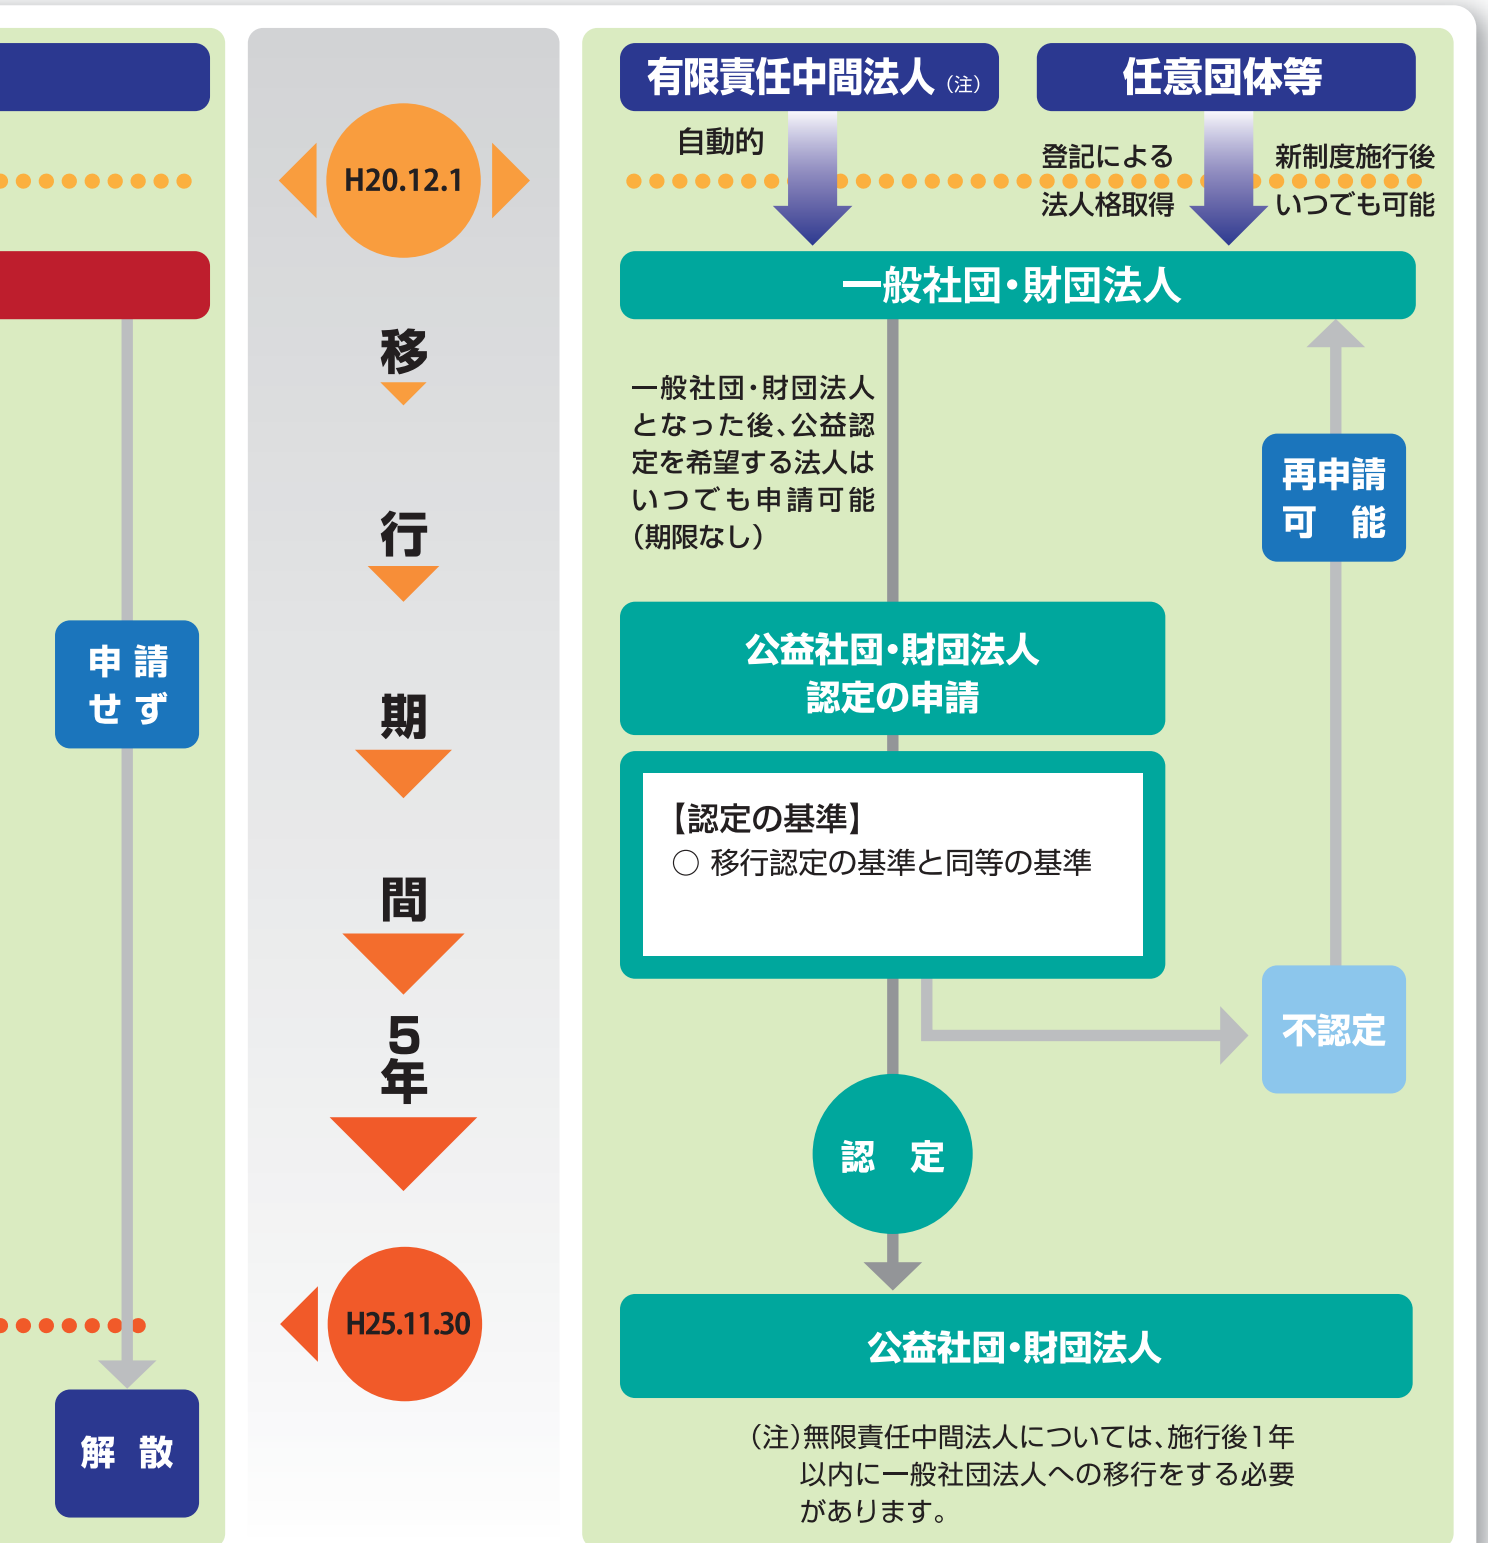 申請
せず
解散
H20.12.1
移
行
期
間
5
年
H25.11.30
有限責任中間法人（注）
任意団体等
自動的
登記による
法人格取得
新制度施行後
いつでも可能
一般社団・財団法人
一般社団・財団法人
となった後、公益認
定を希望する法人は
いつでも申請可能
（期限なし）
再申請
可能
公益社団・財団法人
認定の申請
【認定の基準】
○ 移行認定の基準と同等の基準
不認定
認定
公益社団・財団法人
（注）無限責任中間法人については、施行後1年
以内に一般社団法人への移行をする必要
があります。